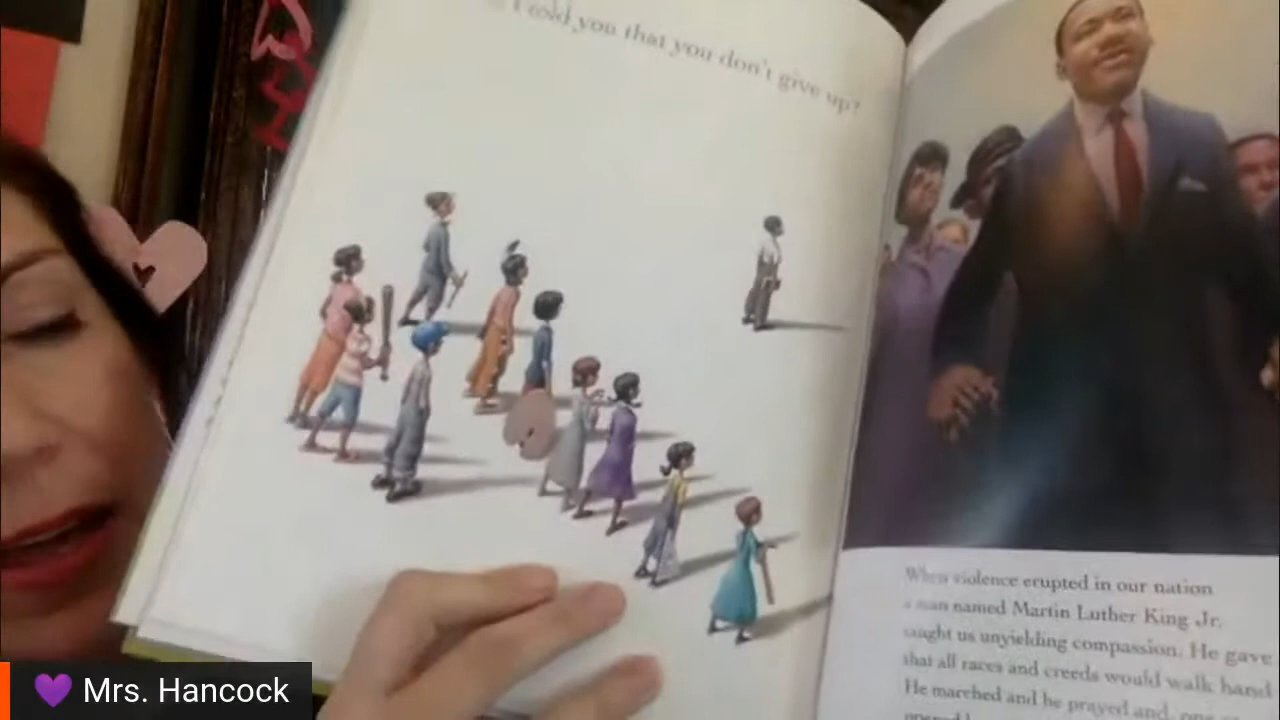 I told you that you don't give up?
When violence erupted in our nation
a man named Martin Luther King Jr.
taught us unyielding compassion. He gave
that all races and creeds would walk hand
He marched and he prayed and
opened
💜 Mrs. Hancock